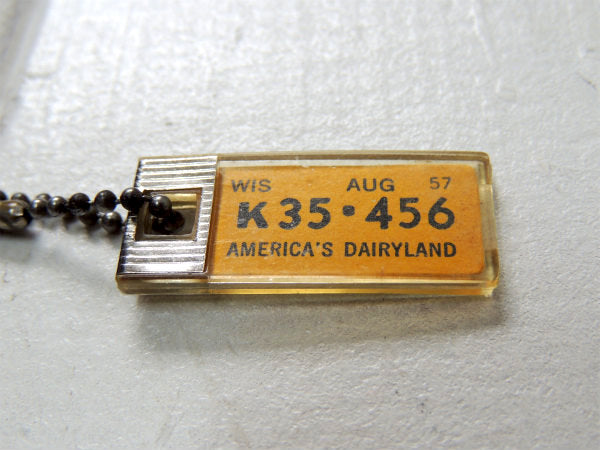 WIS AUG 57
K35•456
AMERICA'S DAIRYLAND